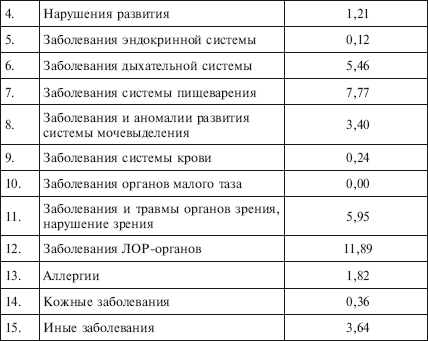 4. Нарушения развития 1,21
5. Заболевания эндокринной системы 0,12
6. Заболевания дыхательной системы 5,46
7. Заболевания системы пищеварения 7,77
8. Заболевания и аномалии развития
системы мочевыделения 3,40
9. Заболевания системы крови 0,24
10. Заболевания органов малого таза 0,00
11. Заболевания и травмы органов зрения,
нарушение зрения 5,95
12. Заболевания ЛОР-органов 11,89
13. Аллергии 1,82
14. Кожные заболевания 0,36
15. Иные заболевания 3,64